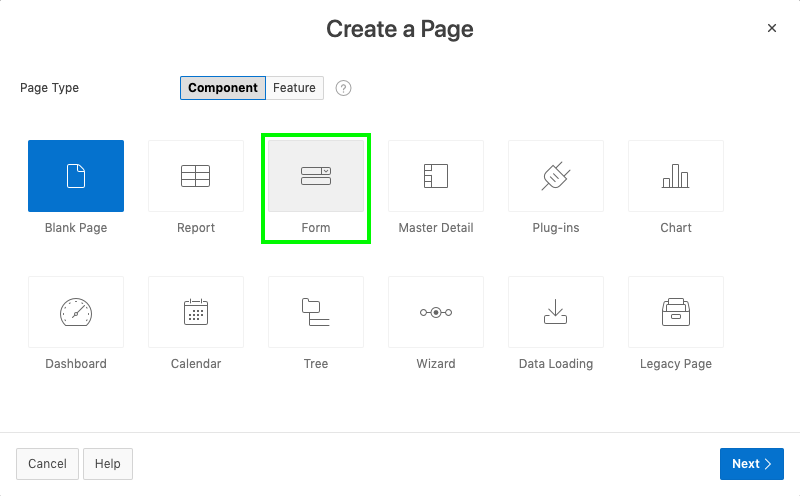 Create a Page
Page Type
Component Feature ?
Blank Page Report Form Master Detail Plug-ins Chart
Dashboard Calendar Tree Wizard Data Loading Legacy Page
Cancel Help Next